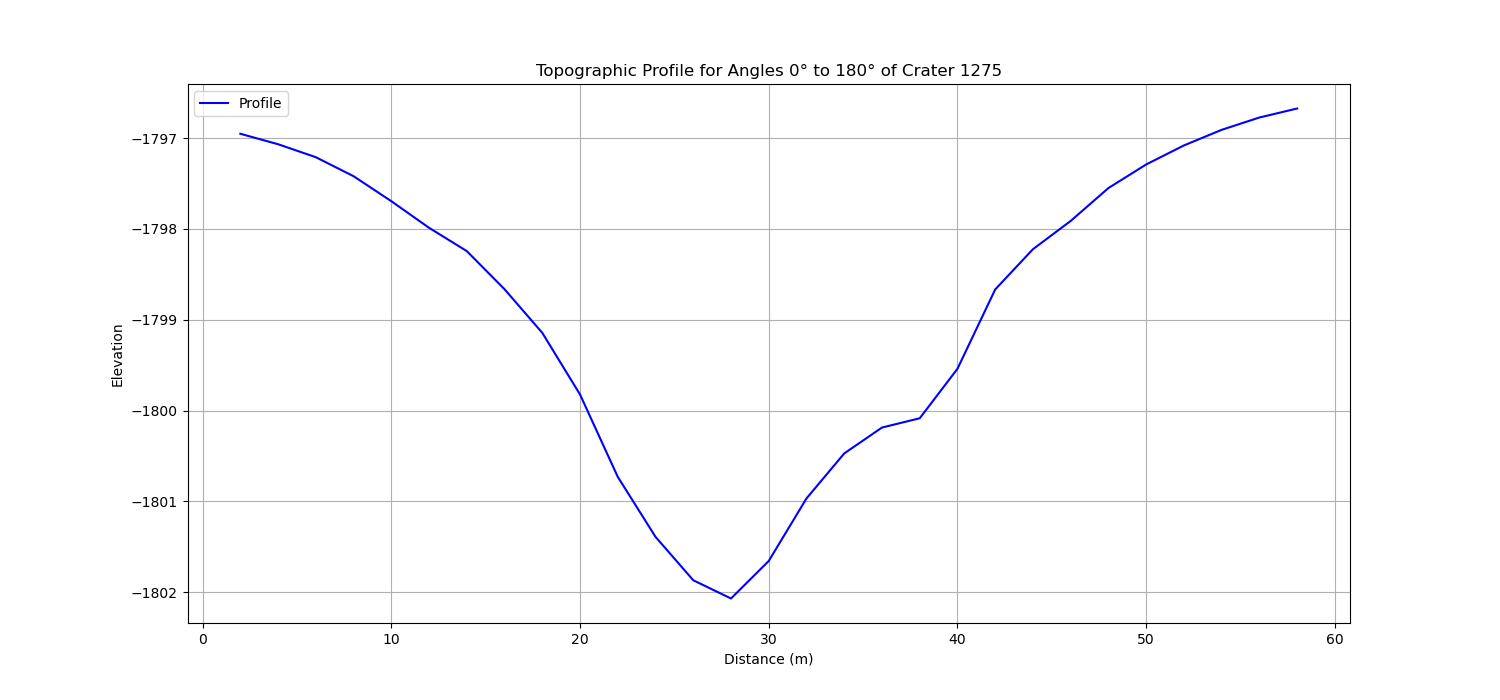 Topographic Profile for Angles 0° to 180° of Crater 1275
Profile
−1797
−1798
−1799
−1800
−1801
−1802
Elevation
0 10 20 30 40 50 60
Distance (m)